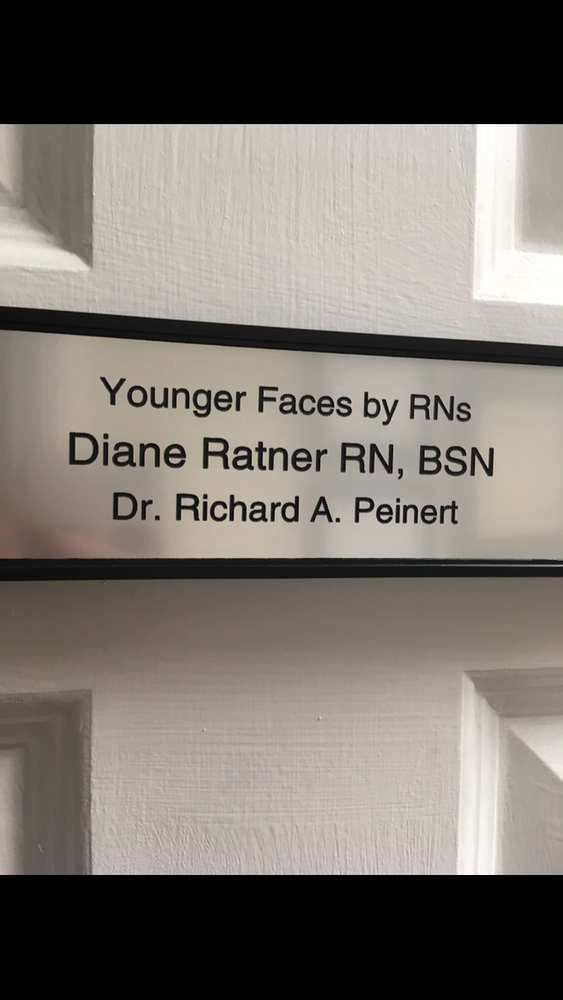 Younger Faces by RNs
Diane Ratner RN, BSN
Dr. Richard A. Peinert